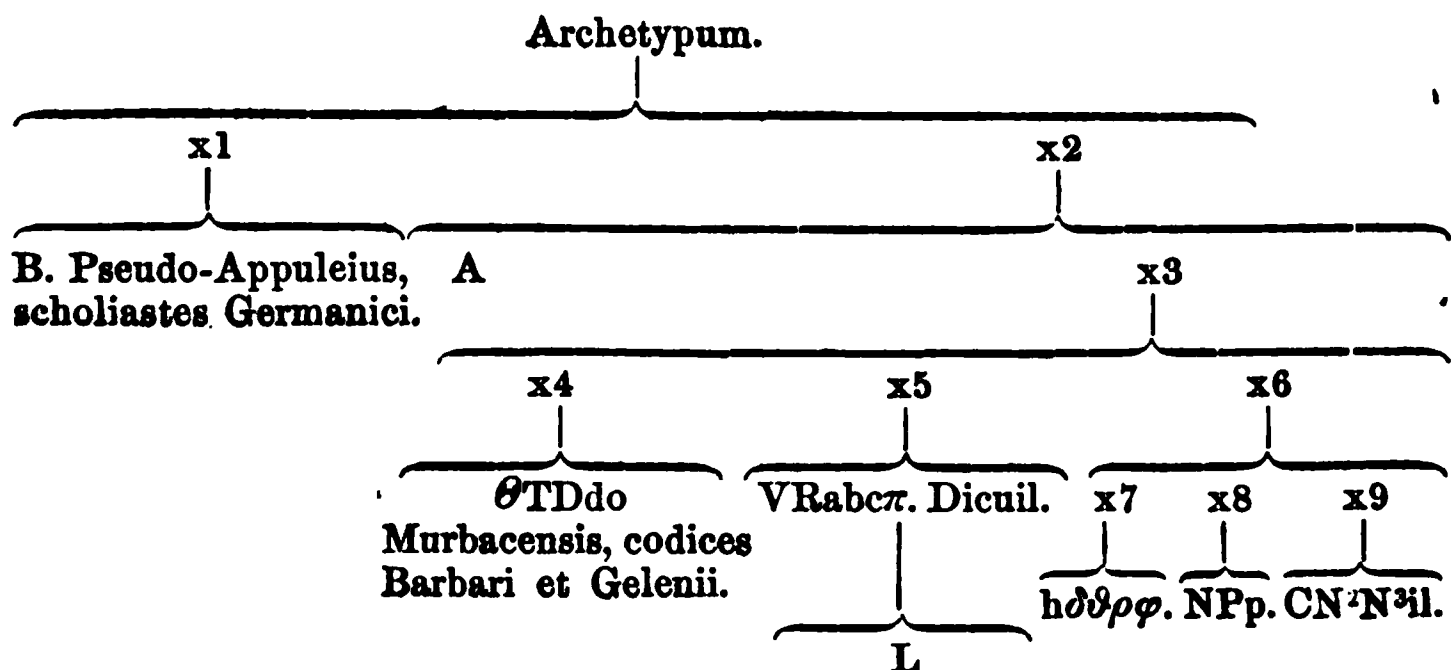 Archetypum.
x1 x2
B. Pseudo-Appuleius, A x3
scholiastes Germanici.
x4 x5 x6
ΘTDdo VRabcπ. Dicuil. x7 x8 x9
Murbacensis, codices
Barbari et Gelenii.
hδϑρφ. NPp. CN²N³il.
L